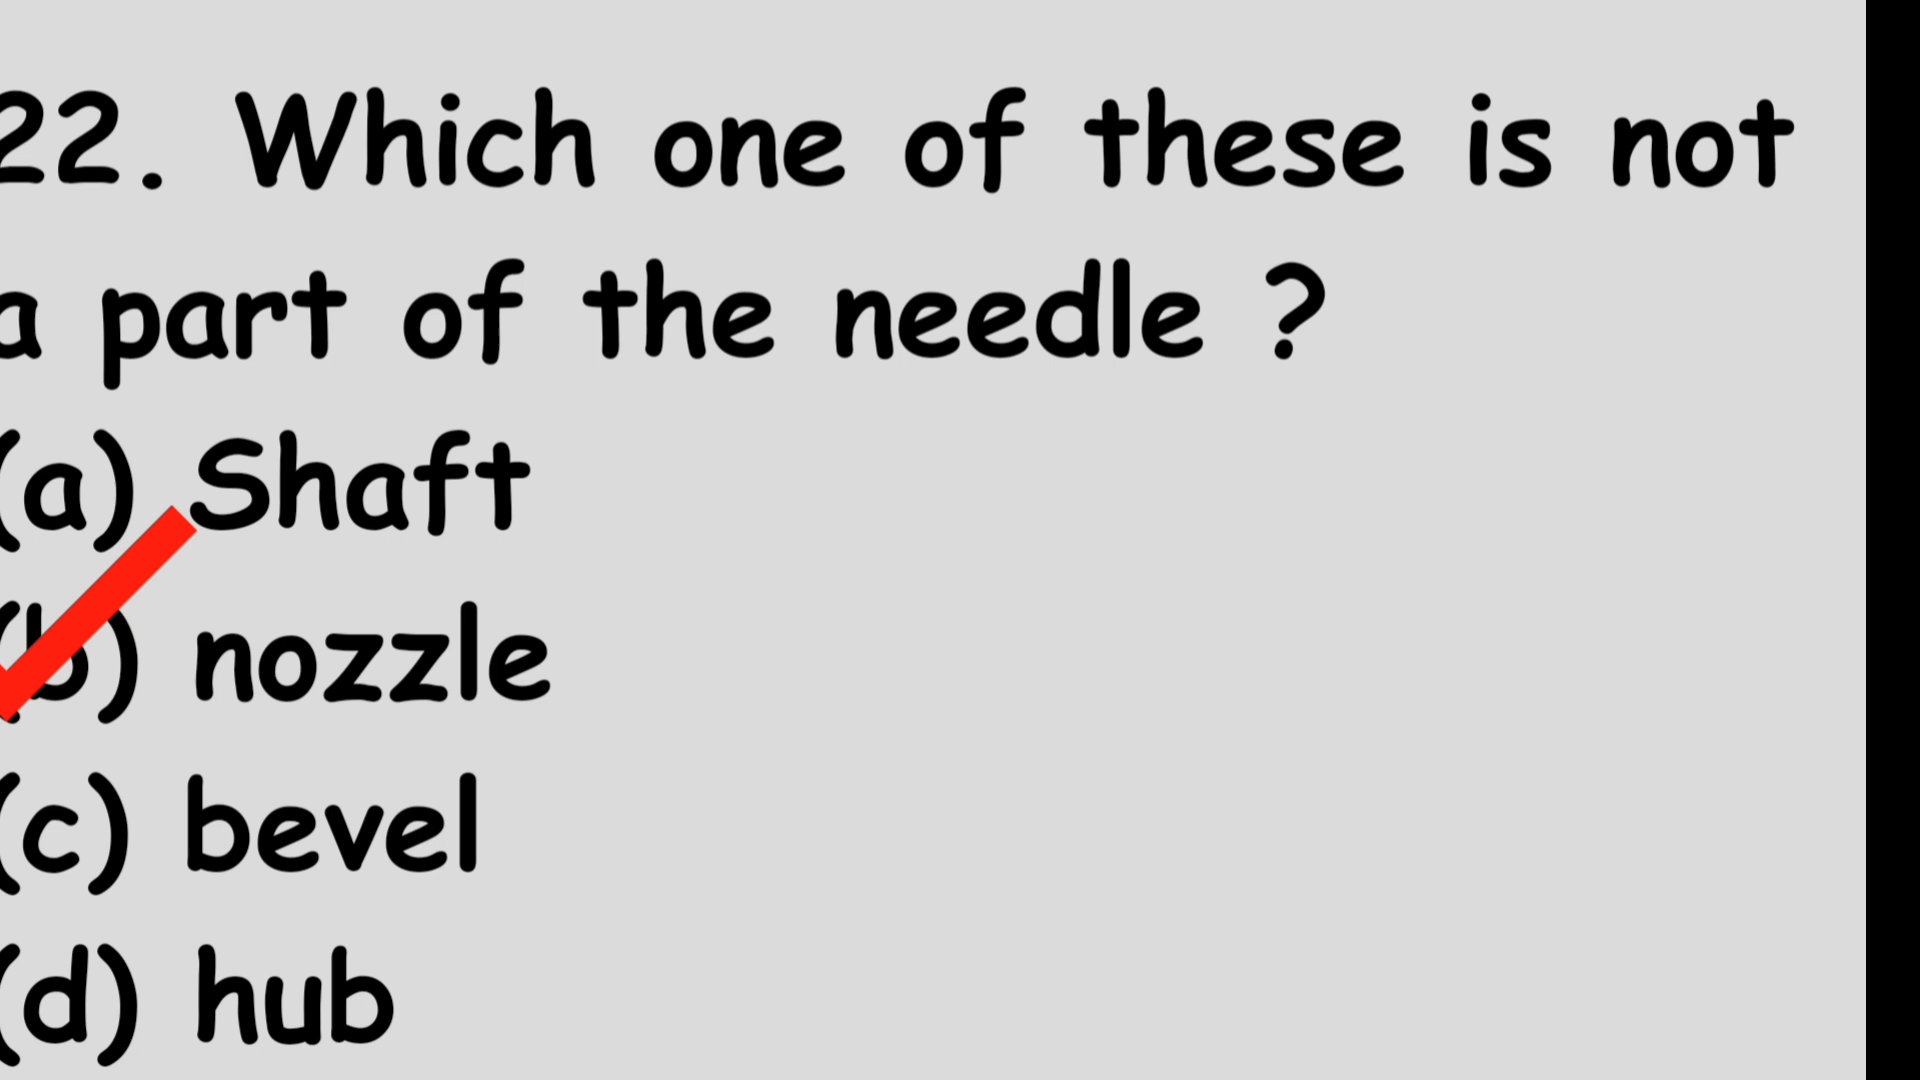 22. Which one of these is not
a part of the needle ?
(a) Shaft
(b) nozzle
(c) bevel
(d) hub